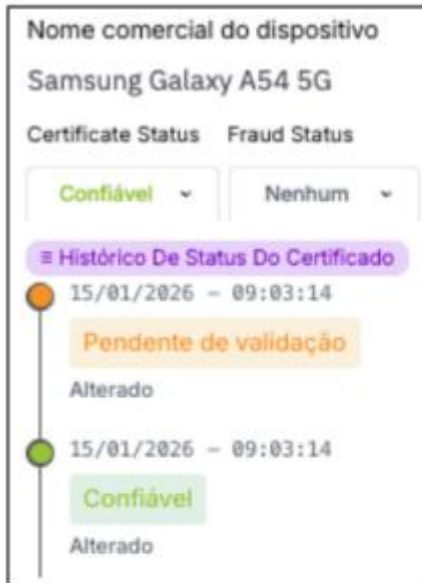 Nome comercial do dispositivo
Samsung Galaxy A54 5G
Certificate Status Fraud Status
Confiável Nenhum
≡ Histórico De Status Do Certificado
15/01/2026 – 09:03:14
Pendente de validação
Alterado
15/01/2026 – 09:03:14
Confiável
Alterado